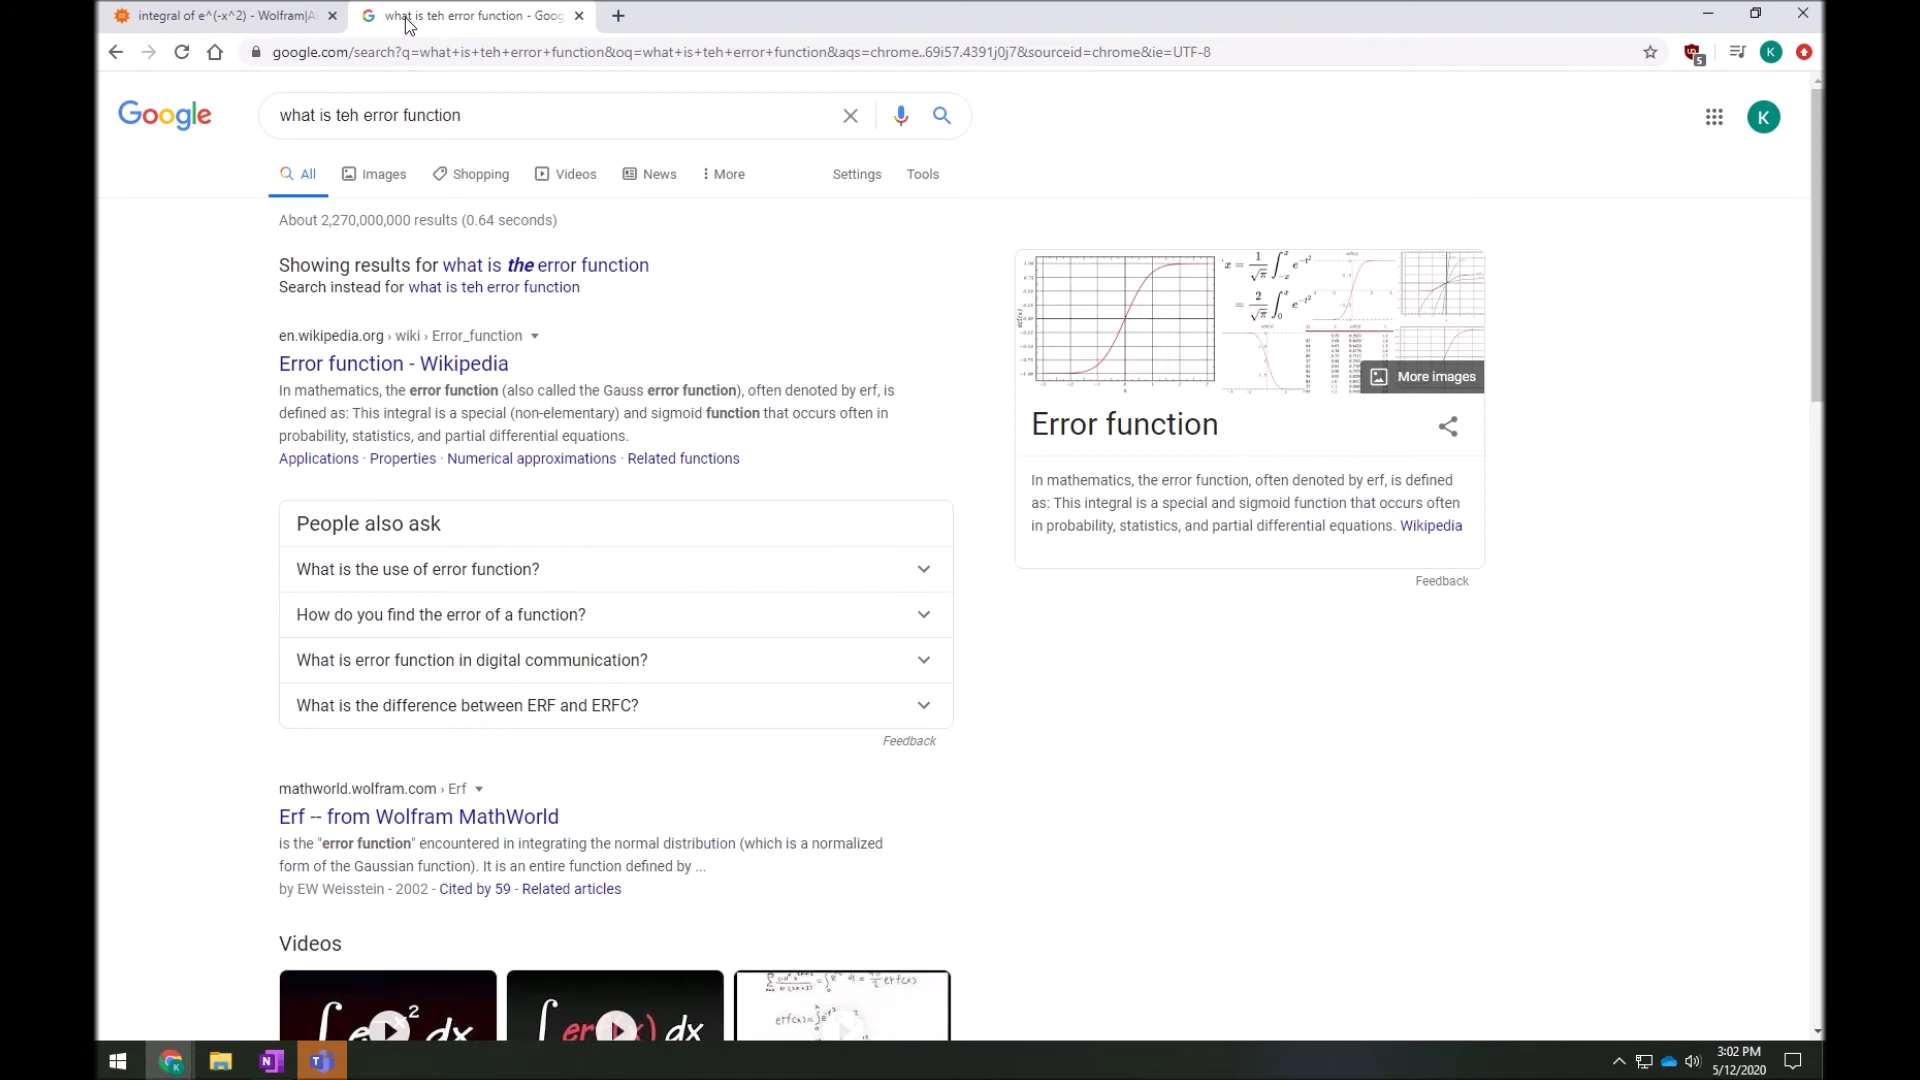 integral of e^(-x^2) - Wolfram|Al
what is teh error function - Goog
google.com/search?q=what+is+teh+error+function&oq=what+is+teh+error+function&aqs=chrome..69i57.4391j0j7&sourceid=chrome&ie=UTF-8
5
K
Google
what is teh error function
K
All
Images
Shopping
Videos
News
More
Settings
Tools
About 2,270,000,000 results (0.64 seconds)
Showing results for what is the error function
Search instead for what is teh error function
en.wikipedia.org › wiki › Error_function
Error function - Wikipedia
In mathematics, the error function (also called the Gauss error function), often denoted by erf, is
defined as: This integral is a special (non-elementary) and sigmoid function that occurs often in
probability, statistics, and partial differential equations.
Applications · Properties · Numerical approximations · Related functions
People also ask
What is the use of error function?
How do you find the error of a function?
What is error function in digital communication?
What is the difference between ERF and ERFC?
Feedback
mathworld.wolfram.com › Erf
Erf -- from Wolfram MathWorld
is the "error function" encountered in integrating the normal distribution (which is a normalized
form of the Gaussian function). It is an entire function defined by ...
by EW Weisstein - 2002 - Cited by 59 - Related articles
Videos
dx
erf(x) dx
More images
Error function
In mathematics, the error function, often denoted by erf, is defined
as: This integral is a special and sigmoid function that occurs often
in probability, statistics, and partial differential equations. Wikipedia
Feedback
3:02 PM
5/12/2020